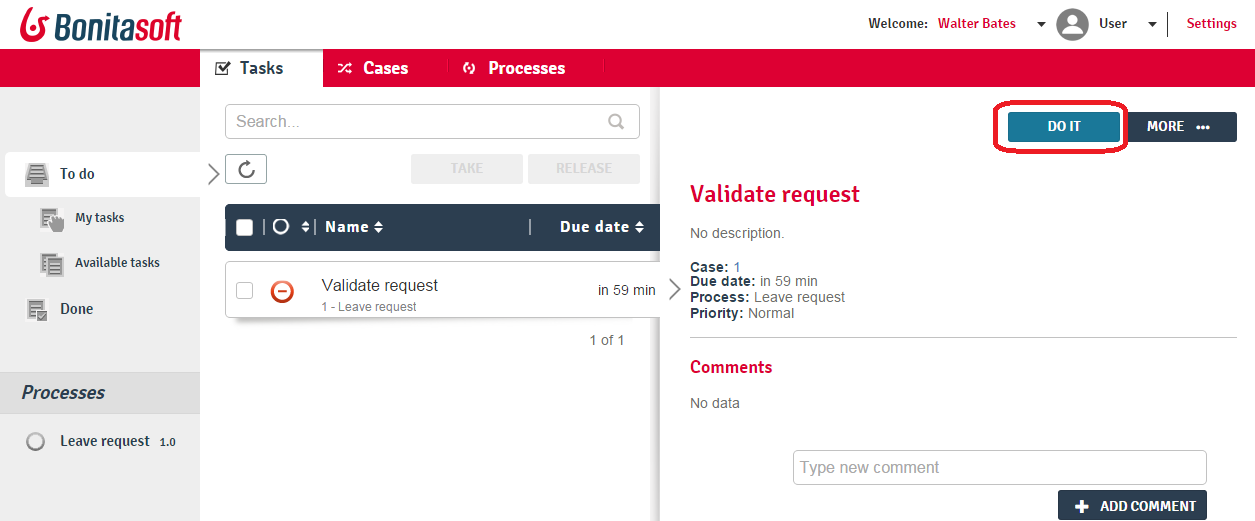 Bonitasoft
Welcome: Walter Bates User Settings
Tasks Cases Processes
Search...
DO IT MORE •••
To do
TAKE RELEASE
My tasks
Available tasks
Done
Processes
Leave request 1.0
Name Due date
Validate request in 59 min
1 - Leave request
1 of 1
Validate request
No description.
Case: 1
Due date: in 59 min
Process: Leave request
Priority: Normal
Comments
No data
Type new comment
+ ADD COMMENT